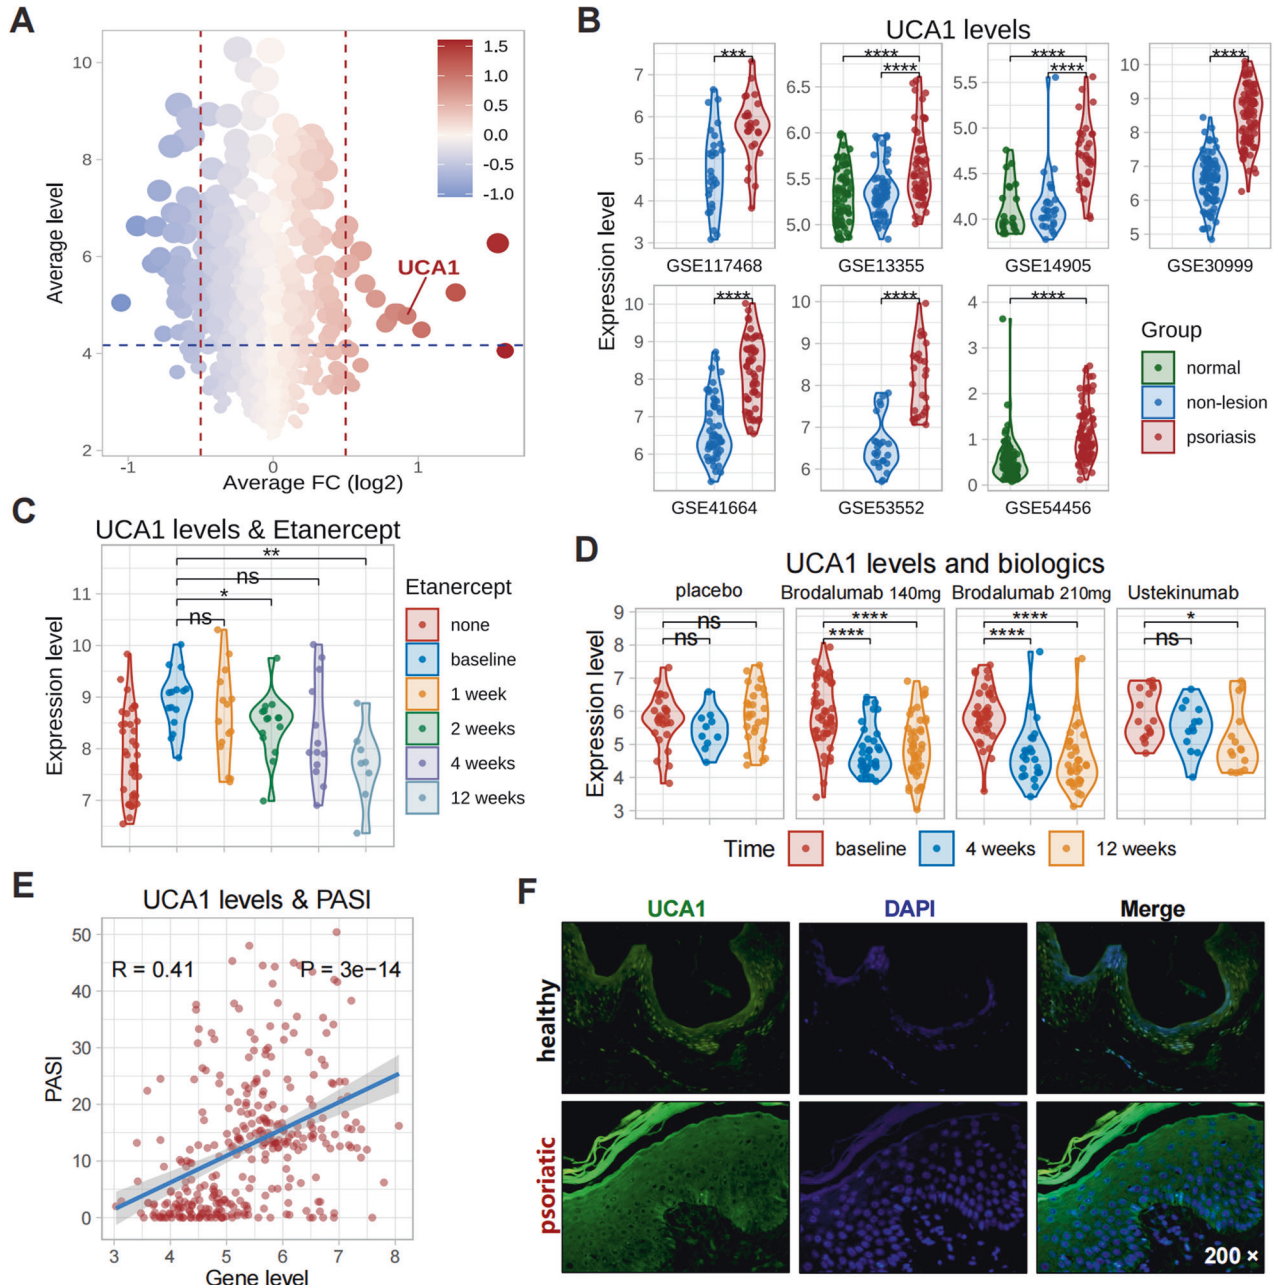 A
10
8
6
4
2
-1
0
1
Average level
Average FC (log2)
UCA1
1.5
1.0
0.5
0.0
-0.5
-1.0
B
UCA1 levels
Expression level
***
7
6
5
4
3
GSE117468
****
****
6.5
6.0
5.5
5.0
GSE13355
****
****
5.5
5.0
4.5
4.0
GSE14905
****
10
9
8
7
6
5
GSE30999
****
10
9
8
7
6
GSE41664
****
10
8
6
GSE53552
****
4
3
2
1
0
GSE54456
Group
normal
non-lesion
psoriasis
C
UCA1 levels & Etanercept
**
ns
*
ns
11
10
9
8
7
Expression level
Etanercept
none
baseline
1 week
2 weeks
4 weeks
12 weeks
D
UCA1 levels and biologics
placebo
Brodalumab 140mg
Brodalumab 210mg
Ustekinumab
ns
ns
****
****
****
****
*
ns
9
8
7
6
5
4
3
Expression level
Time
baseline
4 weeks
12 weeks
E
UCA1 levels & PASI
R = 0.41
P = 3e−14
50
40
30
20
10
0
PASI
3
4
5
6
7
8
Gene level
F
UCA1
DAPI
Merge
healthy
psoriatic
200 ×